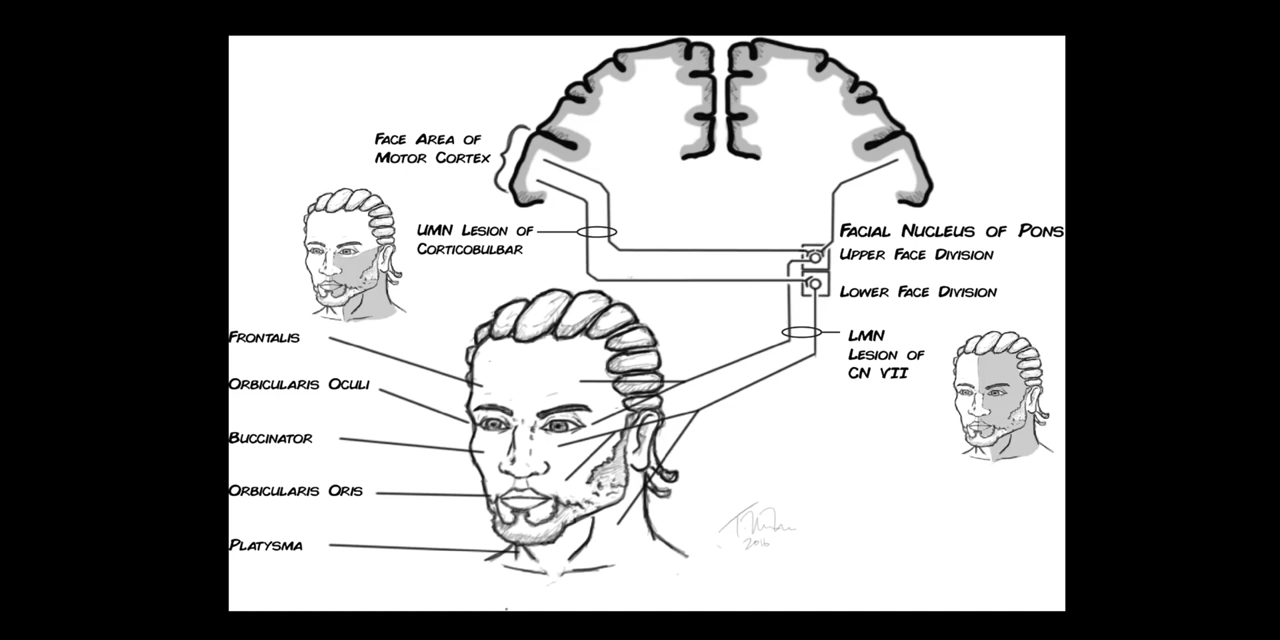 Face Area of
Motor Cortex
UMN Lesion of
Corticobulbar
Facial Nucleus of Pons
Upper Face Division
Lower Face Division
LMN
Lesion of
CN VII
Frontalis
Orbicularis Oculi
Buccinator
Orbicularis Oris
Platysma
2016